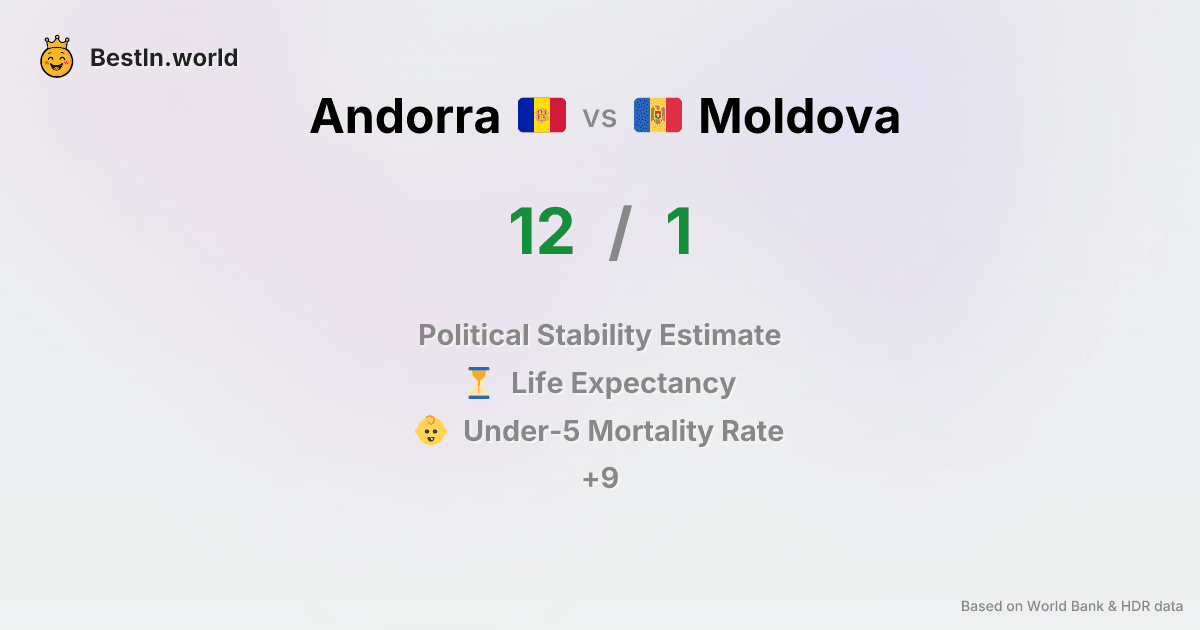 BestIn.world
Andorra vs Moldova
12 / 1
Political Stability Estimate
Life Expectancy
Under-5 Mortality Rate
+9
Based on World Bank & HDR data